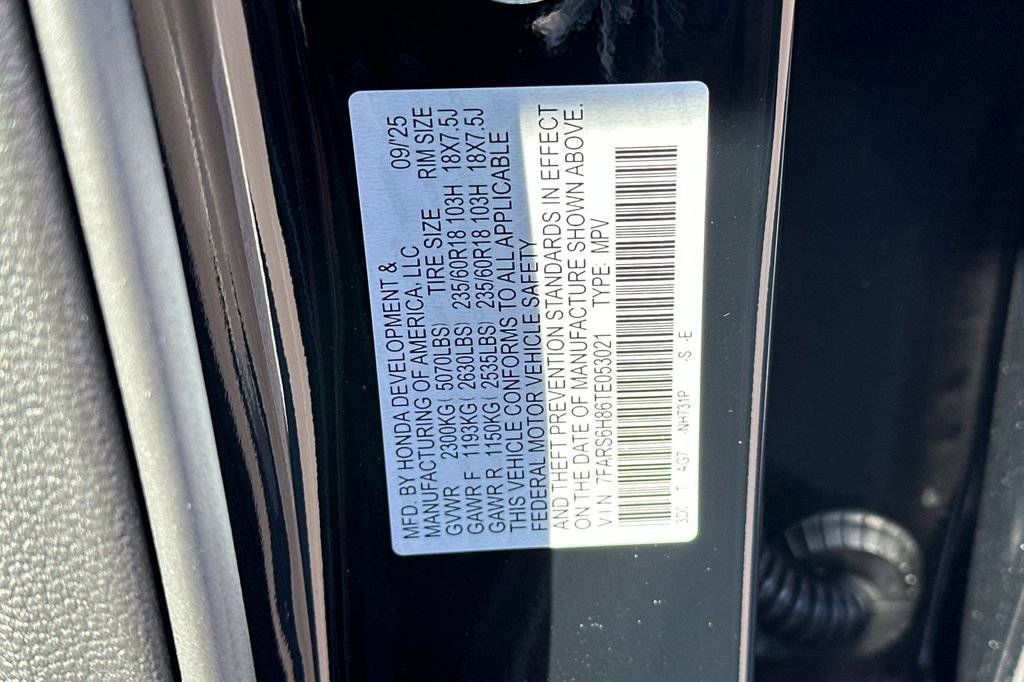 MFD. BY HONDA DEVELOPMENT & 09/25
MANUFACTURING OF AMERICA, LLC
TIRE SIZE RIM SIZE
GVWR 2300KG( 5070LBS)
GAWR F 1193KG( 2630LBS) 235/60R18 103H 18X7.5J
GAWR R 1150KG( 2535LBS) 235/60R18 103H 18X7.5J
THIS VEHICLE CONFORMS TO ALL APPLICABLE
FEDERAL MOTOR VEHICLE SAFETY
AND THEFT PREVENTION STANDARDS IN EFFECT
ON THE DATE OF MANUFACTURE SHOWN ABOVE.
VIN 7FARS6H86TE053021 TYPE: MPV
AG7 -NH731P -S -E